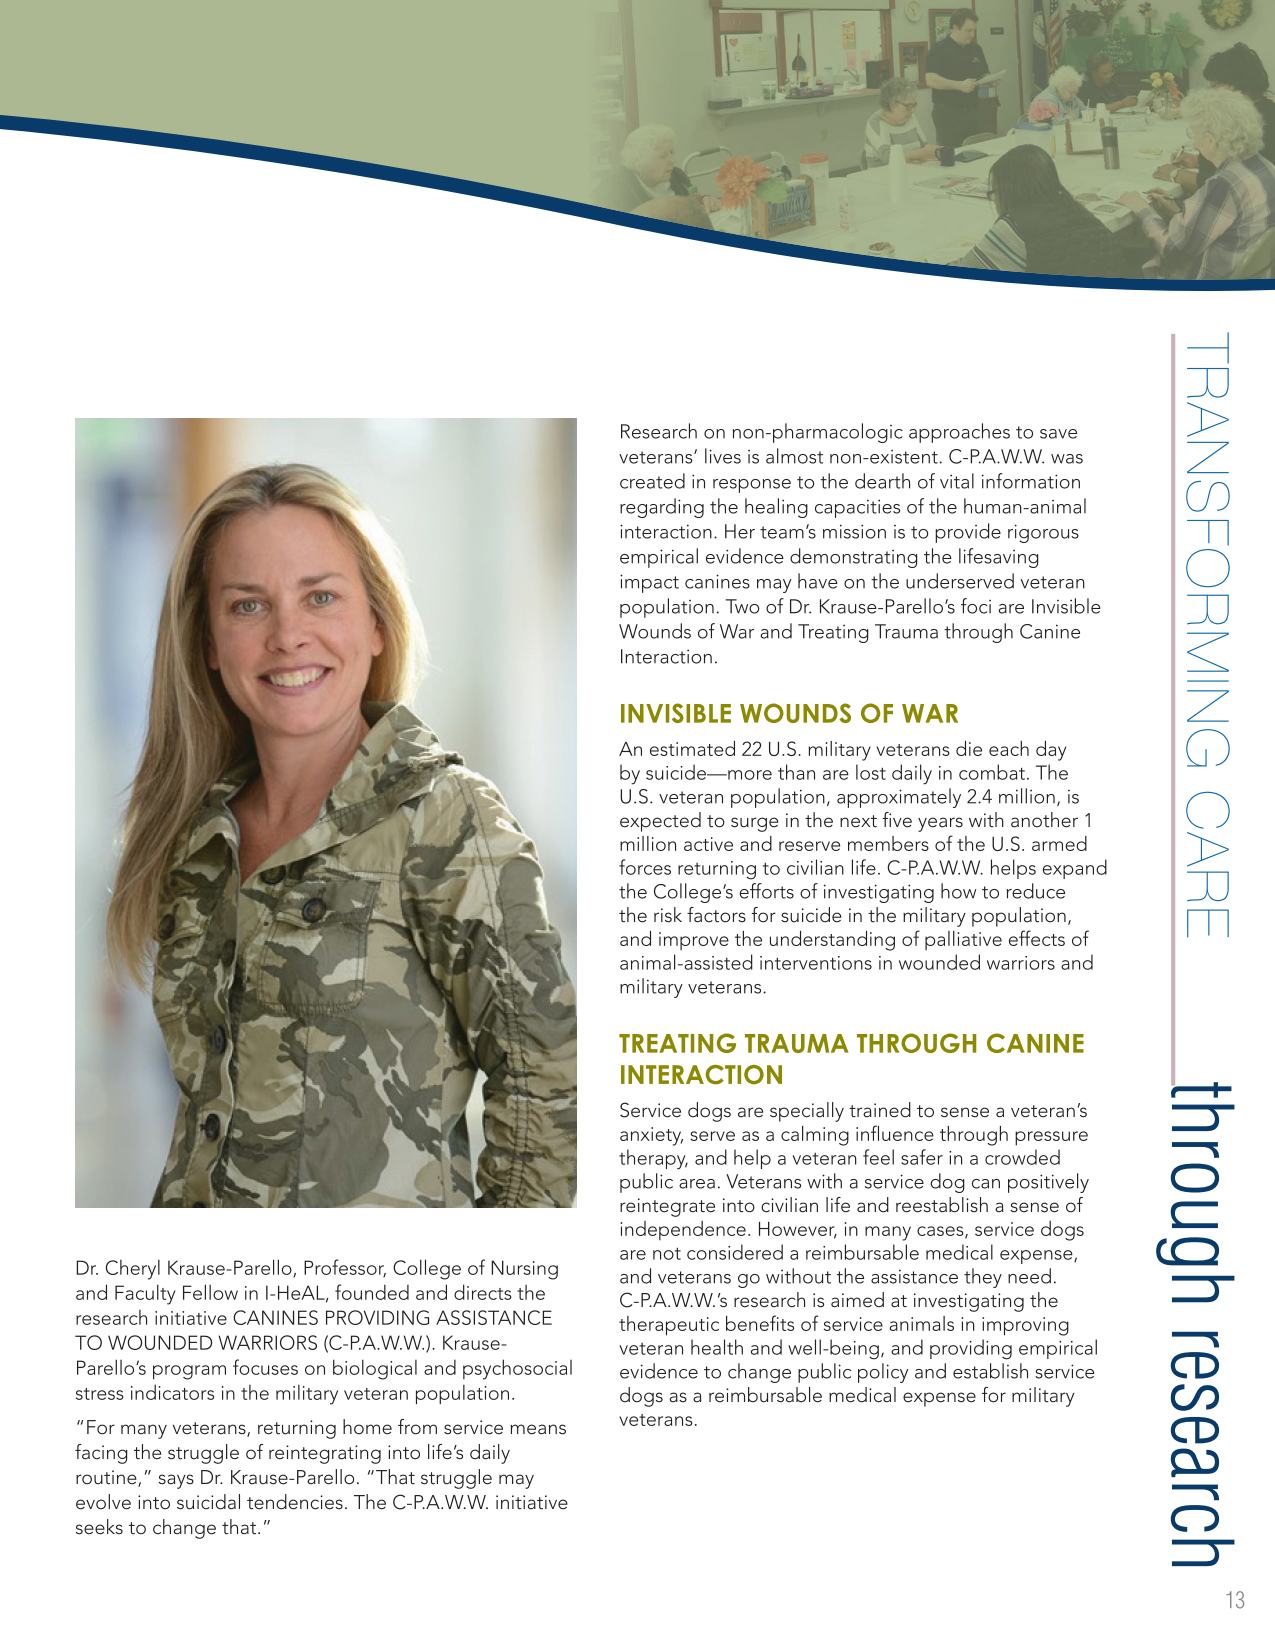 Dr. Cheryl Krause-Parello, Professor, College of Nursing
and Faculty Fellow in I-HeAL, founded and directs the
research initiative CANINES PROVIDING ASSISTANCE
TO WOUNDED WARRIORS (C-P.A.W.W.). Krause-
Parello’s program focuses on biological and psychosocial
stress indicators in the military veteran population.
“For many veterans, returning home from service means
facing the struggle of reintegrating into life’s daily
routine,” says Dr. Krause-Parello. “That struggle may
evolve into suicidal tendencies. The C-P.A.W.W. initiative
seeks to change that.”
Research on non-pharmacologic approaches to save
veterans’ lives is almost non-existent. C-P.A.W.W. was
created in response to the dearth of vital information
regarding the healing capacities of the human-animal
interaction. Her team’s mission is to provide rigorous
empirical evidence demonstrating the lifesaving
impact canines may have on the underserved veteran
population. Two of Dr. Krause-Parello’s foci are Invisible
Wounds of War and Treating Trauma through Canine
Interaction.
INVISIBLE WOUNDS OF WAR
An estimated 22 U.S. military veterans die each day
by suicide—more than are lost daily in combat. The
U.S. veteran population, approximately 2.4 million, is
expected to surge in the next five years with another 1
million active and reserve members of the U.S. armed
forces returning to civilian life. C-P.A.W.W. helps expand
the College’s efforts of investigating how to reduce
the risk factors for suicide in the military population,
and improve the understanding of palliative effects of
animal-assisted interventions in wounded warriors and
military veterans.
TREATING TRAUMA THROUGH CANINE
INTERACTION
Service dogs are specially trained to sense a veteran’s
anxiety, serve as a calming influence through pressure
therapy, and help a veteran feel safer in a crowded
public area. Veterans with a service dog can positively
reintegrate into civilian life and reestablish a sense of
independence. However, in many cases, service dogs
are not considered a reimbursable medical expense,
and veterans go without the assistance they need.
C-P.A.W.W.’s research is aimed at investigating the
therapeutic benefits of service animals in improving
veteran health and well-being, and providing empirical
evidence to change public policy and establish service
dogs as a reimbursable medical expense for military
veterans.
TRANSFORMING CARE
through research
13